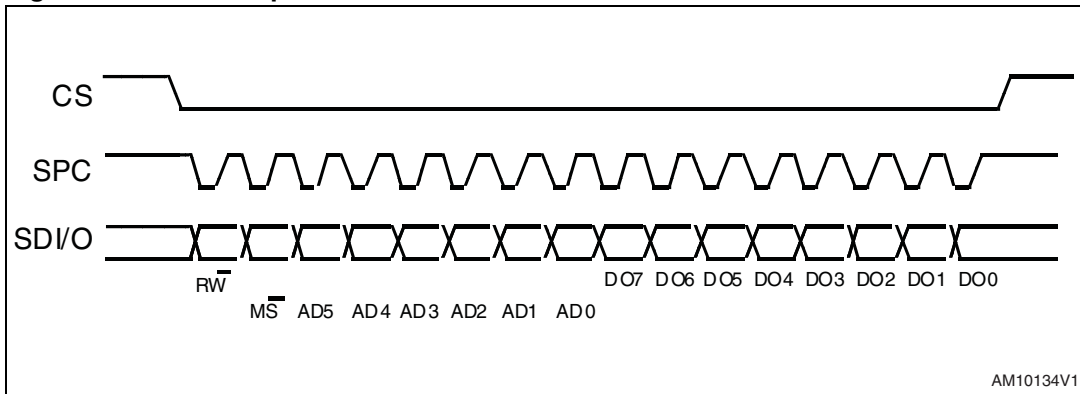 CS
SPC
SDI/O
RW
DO7 DO6 DO5 DO4 DO3 DO2 DO1 DO0
MS AD5 AD4 AD3 AD2 AD1 AD0
AM10134V1